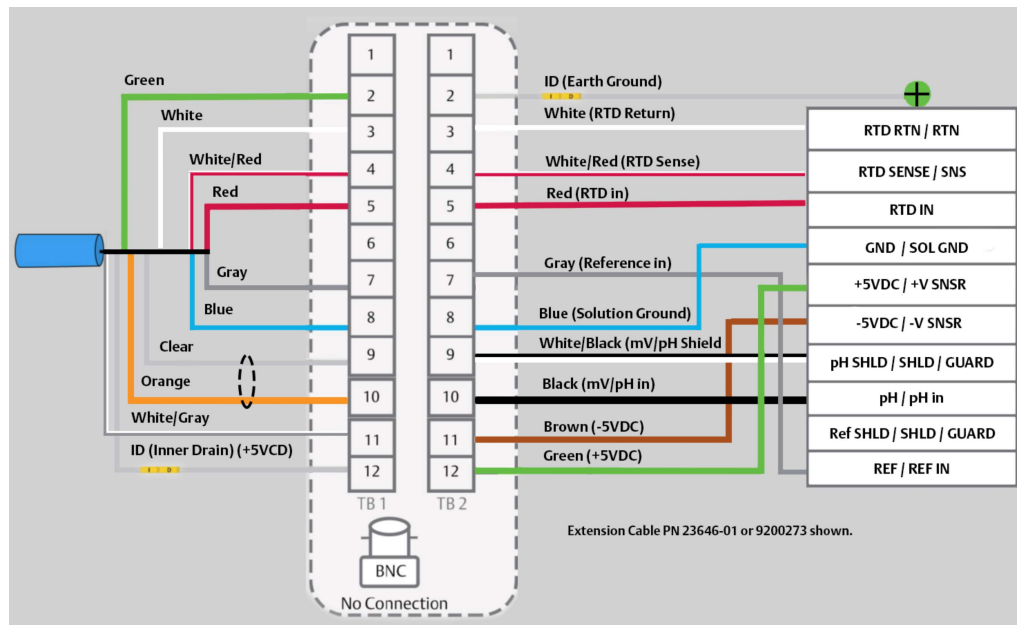 1 1
Green
2 2
ID (Earth Ground)
I D
White
3 3
White (RTD Return)
RTD RTN / RTN
White/Red
4 4
White/Red (RTD Sense)
RTD SENSE / SNS
Red
5 5
Red (RTD in)
RTD IN
6 6
GND / SOL GND
Gray
7 7
Gray (Reference in)
+5VDC / +V SNSR
Blue
8 8
Blue (Solution Ground)
-5VDC / -V SNSR
Clear
9 9
White/Black (mV/pH Shield
pH SHLD / SHLD / GUARD
Orange
10 10
Black (mV/pH in)
pH / pH in
White/Gray
11 11
Brown (-5VDC)
Ref SHLD / SHLD / GUARD
ID (Inner Drain) (+5VCD)
I D
12 12
Green (+5VDC)
REF / REF IN
TB 1 TB 2
BNC
No Connection
Extension Cable PN 23646-01 or 9200273 shown.